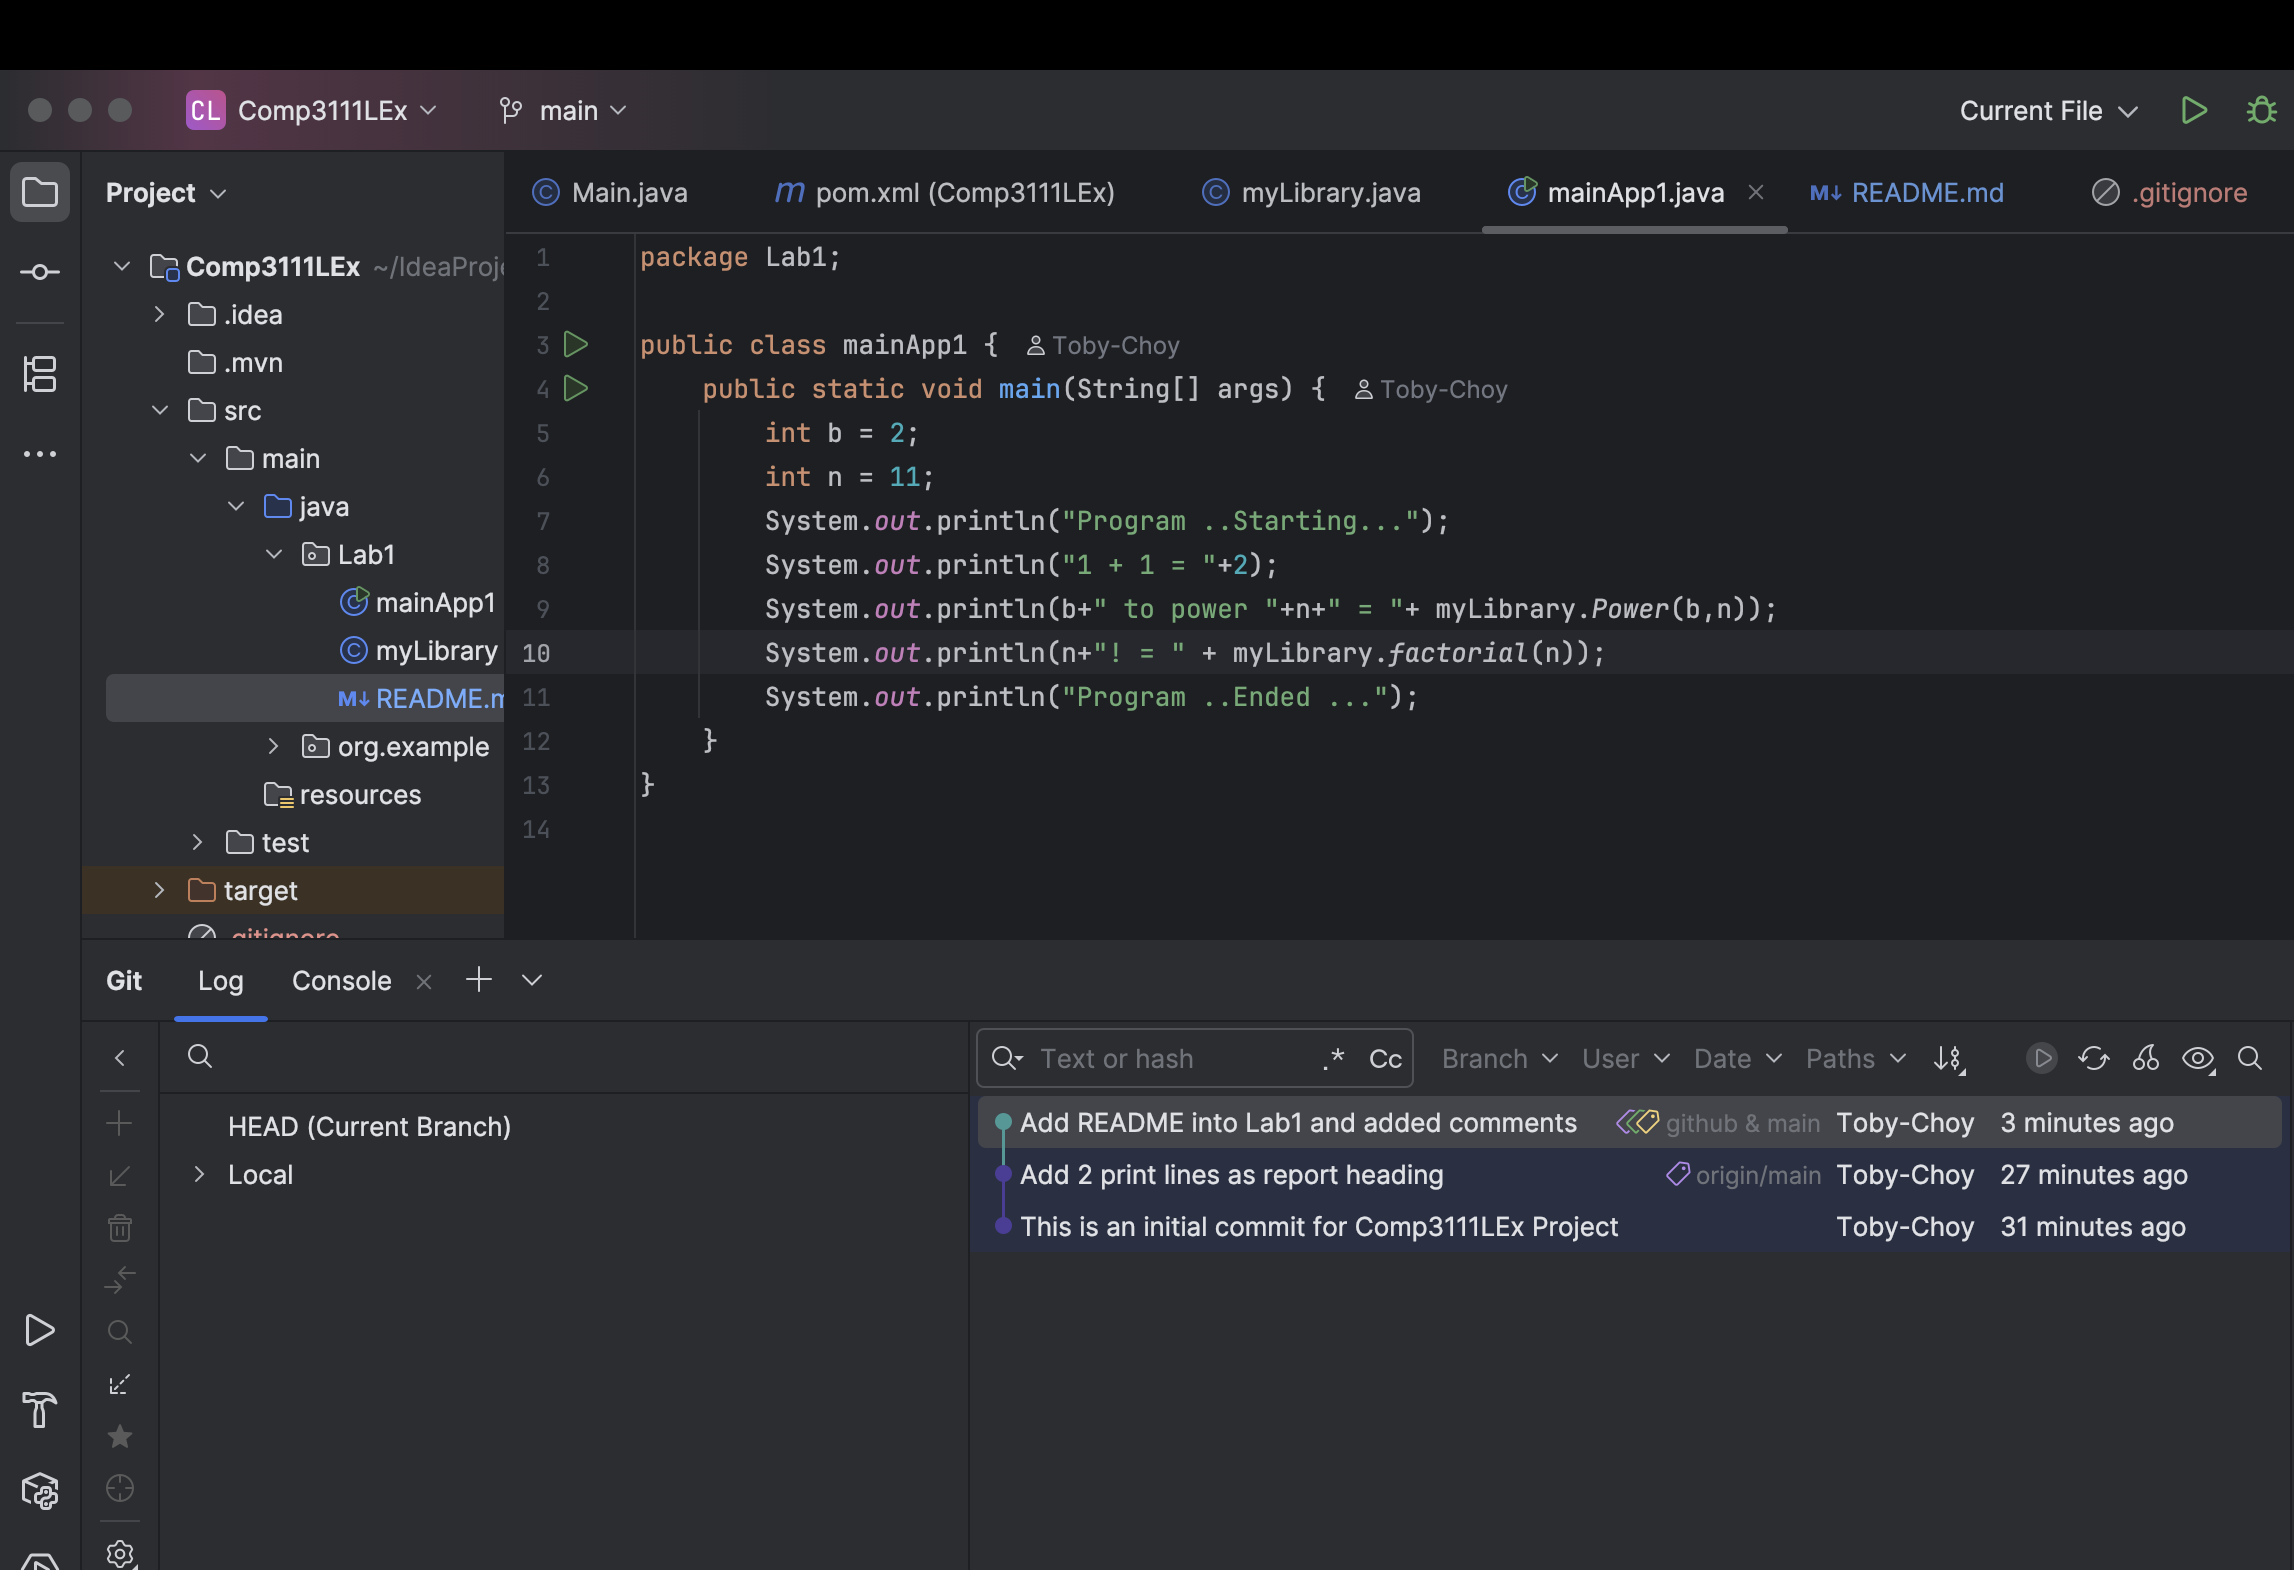 CL Comp3111LEx main Current File
Project
Main.java
m pom.xml (Comp3111LEx)
myLibrary.java
mainApp1.java
M↓ README.md
.gitignore
Comp3111LEx ~/IdeaProje
.idea
.mvn
src
main
java
Lab1
mainApp1
myLibrary
M↓ README.m
org.example
resources
test
target
.gitignore
1 package Lab1;
2
3 public class mainApp1 { Toby-Choy
4 public static void main(String[] args) { Toby-Choy
5 int b = 2;
6 int n = 11;
7 System.out.println("Program ..Starting...");
8 System.out.println("1 + 1 = "+2);
9 System.out.println(b+" to power "+n+" = "+ myLibrary.Power(b,n));
10 System.out.println(n+"! = " + myLibrary.factorial(n));
11 System.out.println("Program ..Ended ...");
12 }
13 }
14
Git Log Console
HEAD (Current Branch)
Local
Text or hash .* Cc Branch User Date Paths
Add README into Lab1 and added comments github & main Toby-Choy 3 minutes ago
Add 2 print lines as report heading origin/main Toby-Choy 27 minutes ago
This is an initial commit for Comp3111LEx Project Toby-Choy 31 minutes ago